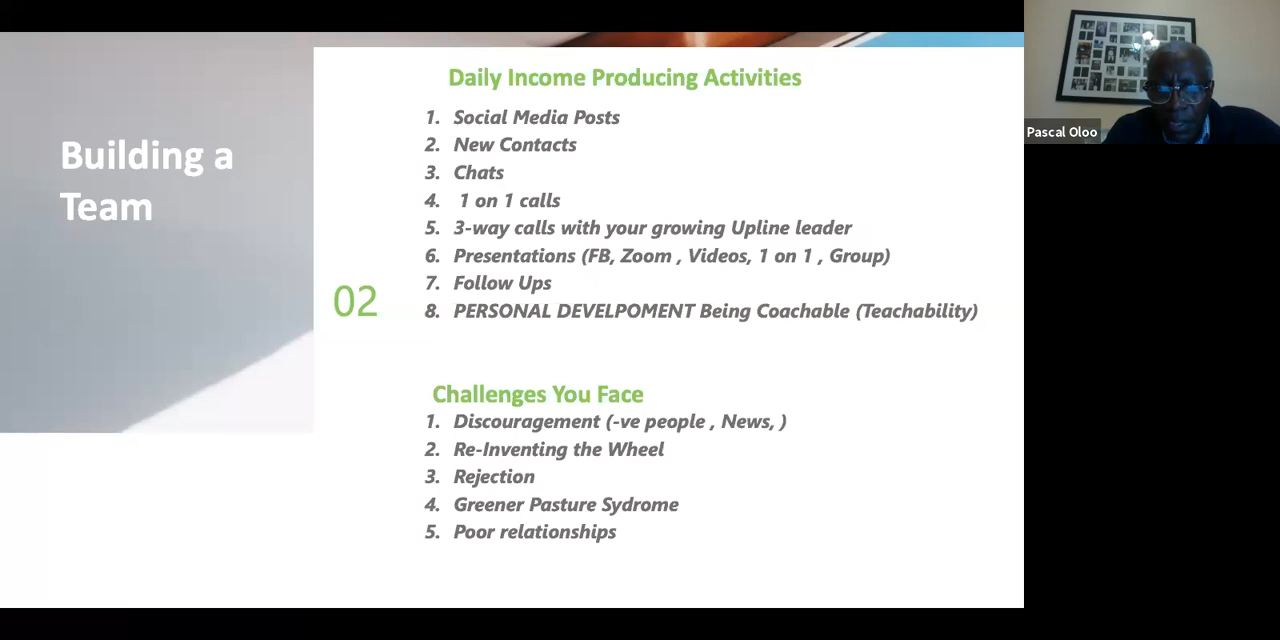 Building a
Team
02
Daily Income Producing Activities
1. Social Media Posts
2. New Contacts
3. Chats
4. 1 on 1 calls
5. 3-way calls with your growing Upline leader
6. Presentations (FB, Zoom , Videos, 1 on 1 , Group)
7. Follow Ups
8. PERSONAL DEVELPOMENT Being Coachable (Teachability)
Challenges You Face
1. Discouragement (-ve people , News, )
2. Re-Inventing the Wheel
3. Rejection
4. Greener Pasture Sydrome
5. Poor relationships
Pascal Oloo